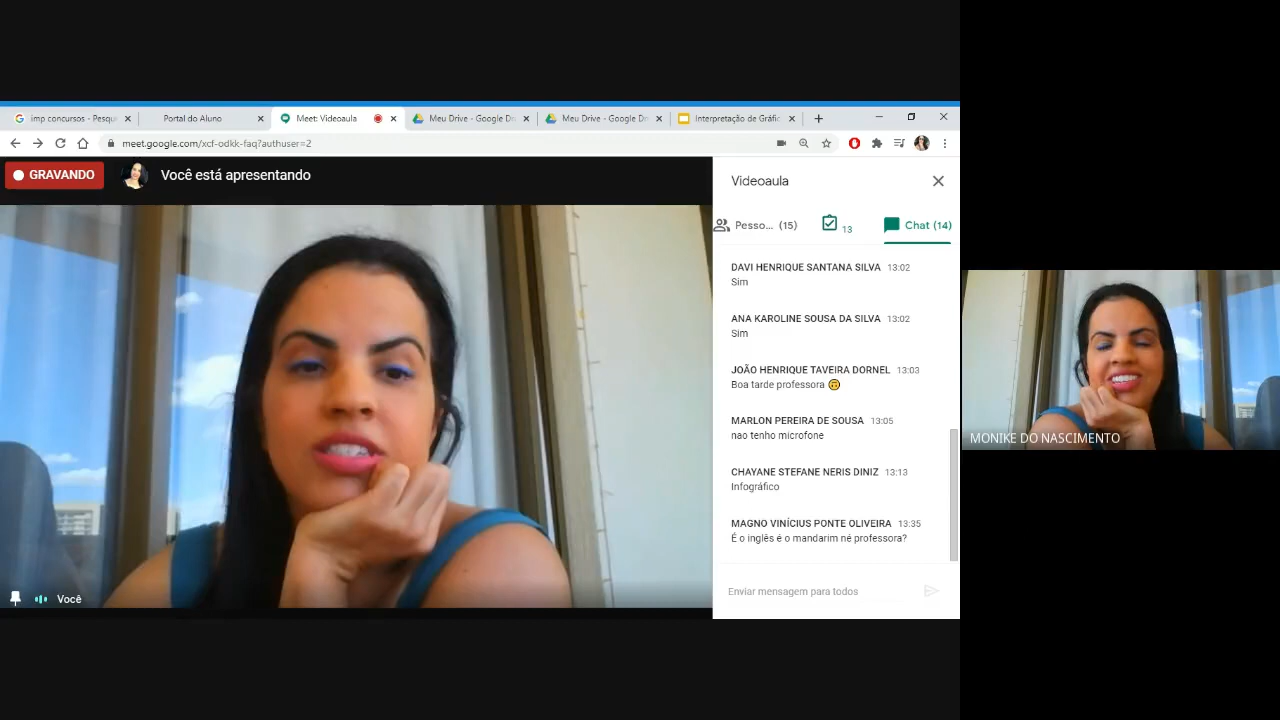 imp concursos - Pesqu
Portal do Aluno
Meet: Videoaula
Meu Drive - Google D
Meu Drive - Google D
Interpretação de Gráfi
meet.google.com/xcf-odkk-faq?authuser=2
GRAVANDO
Você está apresentando
Videoaula
Pesso... (15)
13
Chat (14)
DAVI HENRIQUE SANTANA SILVA 13:02
Sim
ANA KAROLINE SOUSA DA SILVA 13:02
Sim
JOÃO HENRIQUE TAVEIRA DORNEL 13:03
Boa tarde professora 🙃
MARLON PEREIRA DE SOUSA 13:05
nao tenho microfone
CHAYANE STEFANE NERIS DINIZ 13:13
Infográfico
MAGNO VINÍCIUS PONTE OLIVEIRA 13:35
É o inglês é o mandarim né professora?
Enviar mensagem para todos
Você
MONIKE DO NASCIMENTO